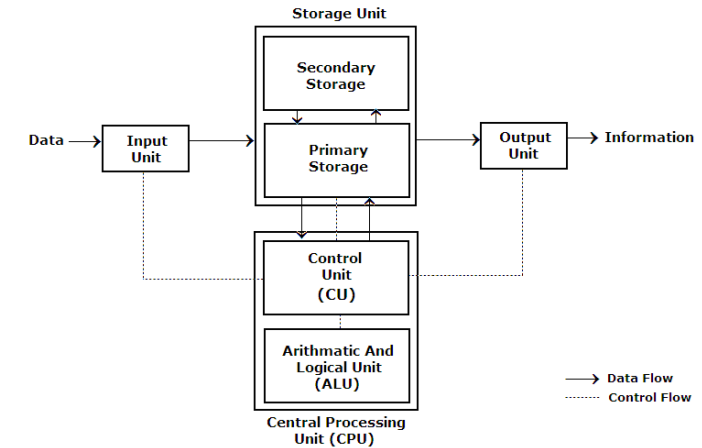 Storage Unit
Secondary
Storage
Data
Input
Unit
Primary
Storage
Output
Unit
Information
Control
Unit
(CU)
Arithmatic And
Logical Unit
(ALU)
Data Flow
Control Flow
Central Processing
Unit (CPU)